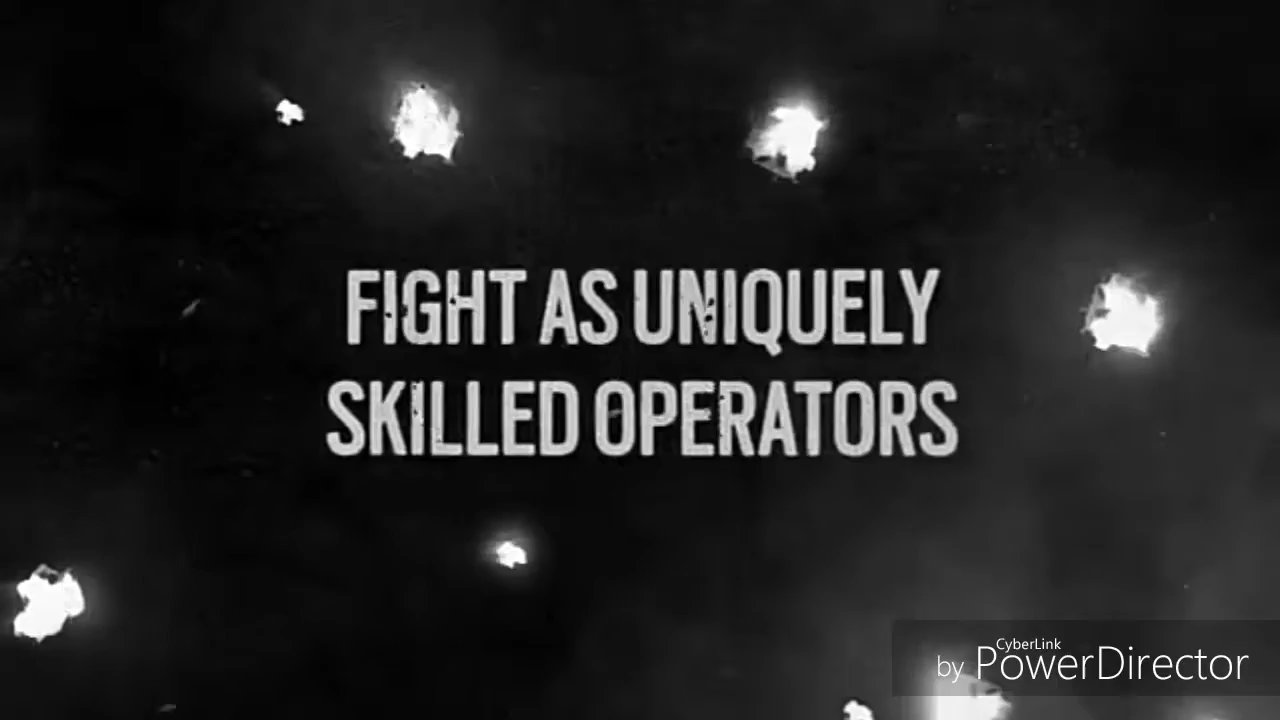 FIGHT AS UNIQUELY
SKILLED OPERATORS
CyberLink
by PowerDirector